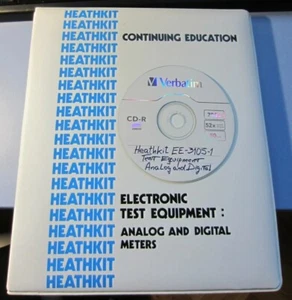 HEATHKIT
HEATHKIT
HEATHKIT CONTINUING EDUCATION
HEATHKIT
HEATHKIT
HEATHKIT Verbatim
HEATHKIT
HEATHKIT CD-R
HEATHKIT
HEATHKIT Heathkit EE-3105-1
HEATHKIT Test Equipment
HEATHKIT Analog and Digital
HEATHKIT
HEATHKIT ELECTRONIC
HEATHKIT TEST EQUIPMENT :
HEATHKIT ANALOG AND DIGITAL
HEATHKIT METERS
HEATHKIT